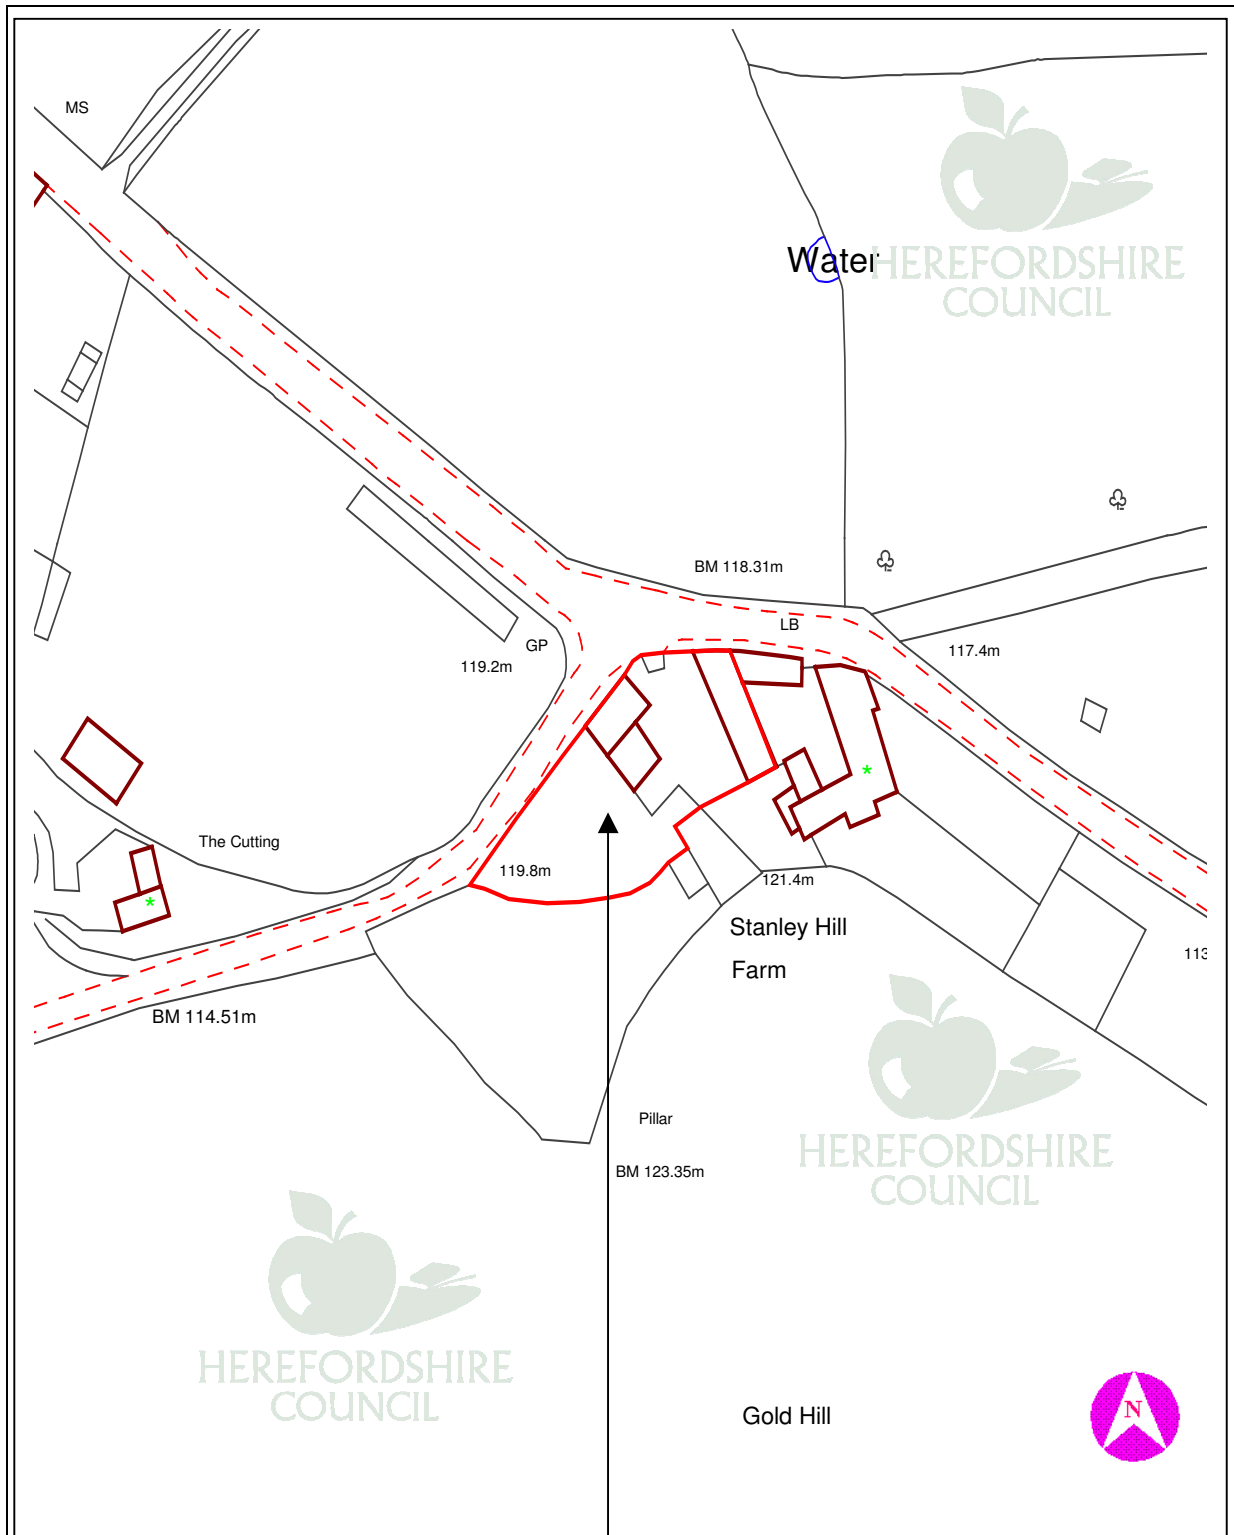 MS
Water
HEREFORDSHIRE
COUNCIL
BM 118.31m
LB
GP
119.2m
117.4m
The Cutting
119.8m
121.4m
Stanley Hill
Farm
113
BM 114.51m
Pillar
BM 123.35m
HEREFORDSHIRE
COUNCIL
HEREFORDSHIRE
COUNCIL
Gold Hill
N